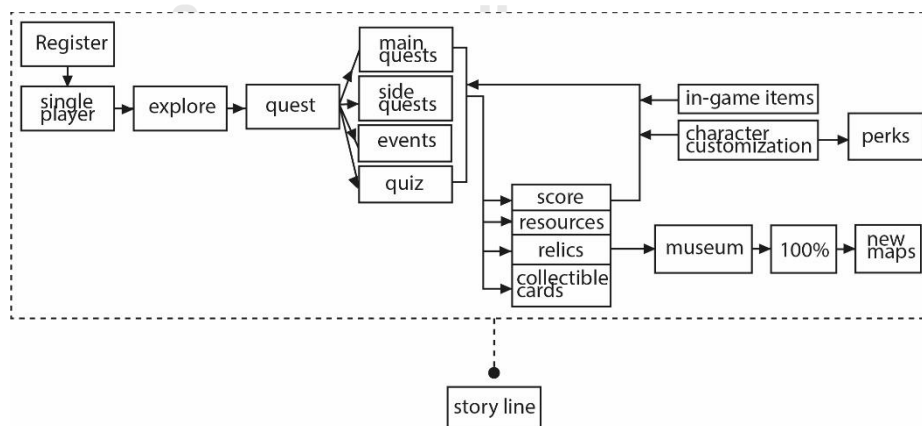 Register
single
player
explore
quest
main
quests
side
quests
events
quiz
in-game items
character
customization
perks
score
resources
relics
collectible
cards
museum
100%
new
maps
story line